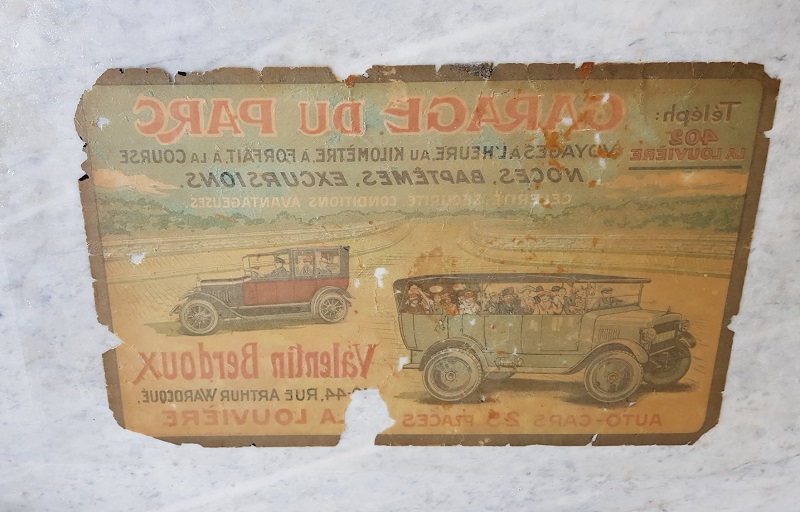 GARAGE DU PARC
Téléph:
402
LA LOUVIÈRE
VOYAGES À L'HEURE, AU KILOMÈTRE, À FORFAIT, À LA COURSE
NOCES, BAPTÊMES, EXCURSIONS.
CÉLÉRITÉ, SÉCURITÉ, CONDITIONS AVANTAGEUSES
Valentin Berdoux
-44, RUE ARTHUR WAROCQUÉ,
LA LOUVIÈRE
AUTO-CARS 25 PLACES